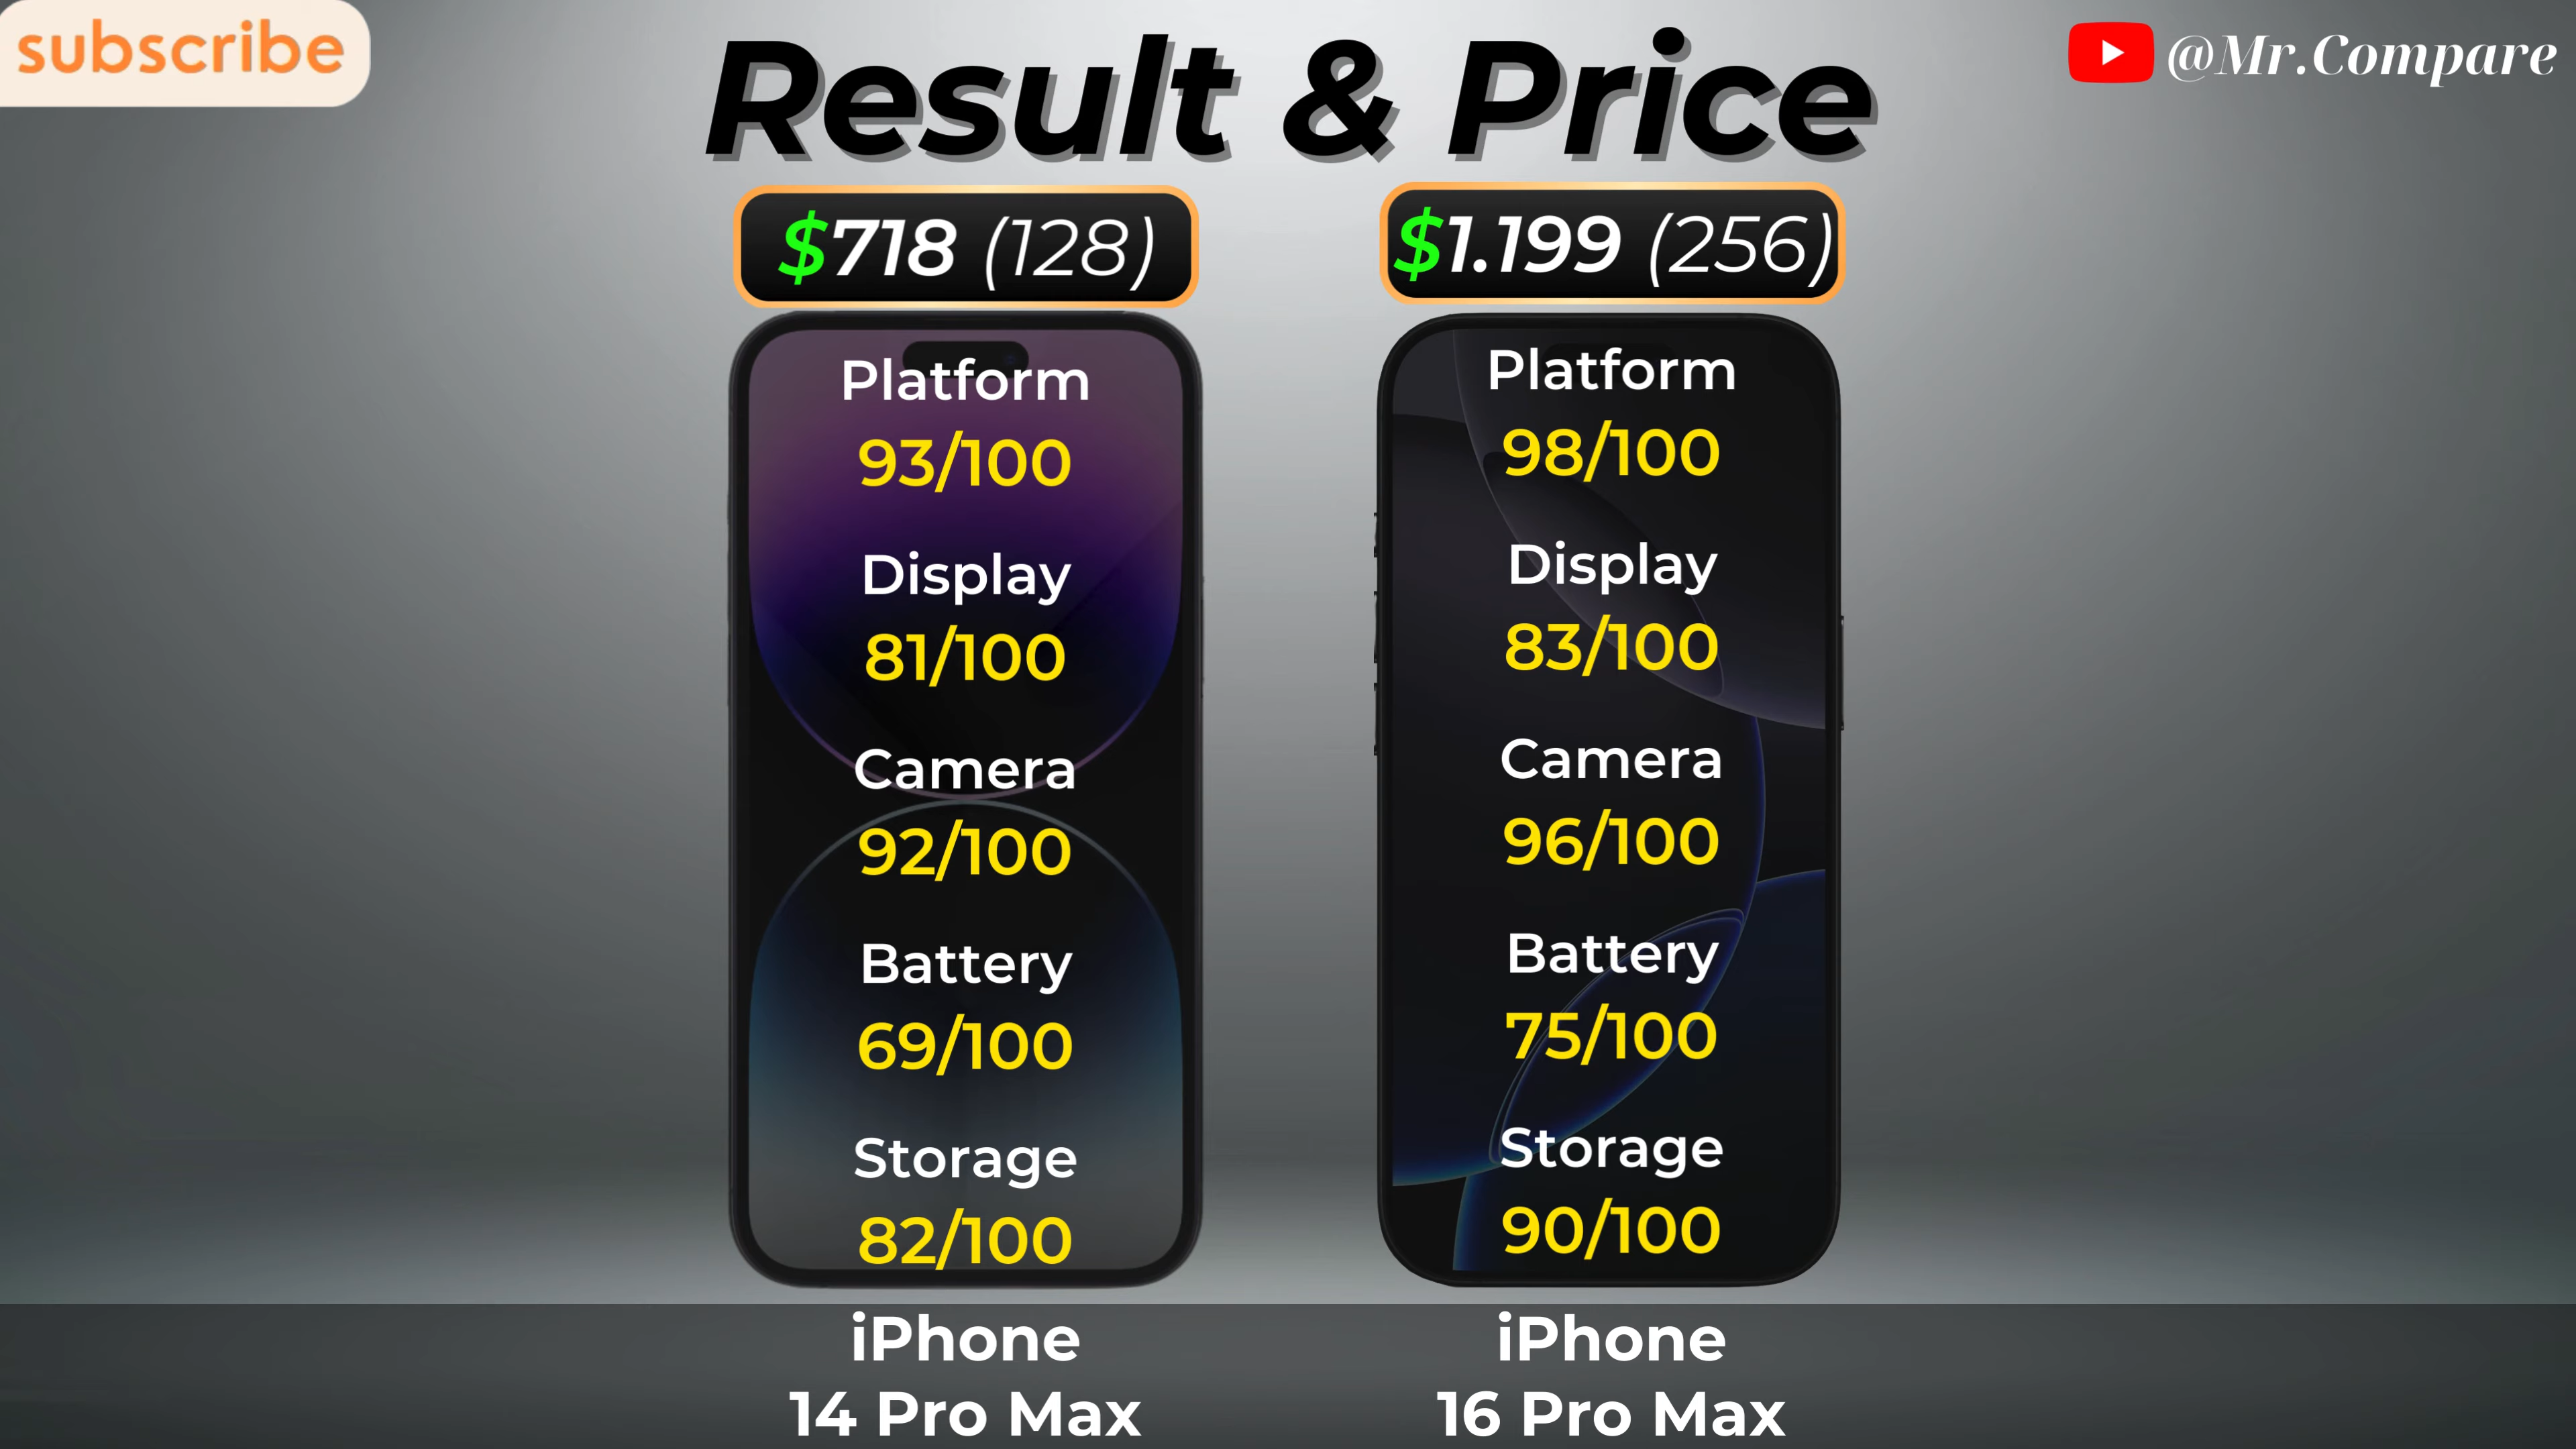 subscribe
Result & Price
@Mr.Compare
$718 (128)
Platform
93/100
Display
81/100
Camera
92/100
Battery
69/100
Storage
82/100
iPhone
14 Pro Max
$1.199 (256)
Platform
98/100
Display
83/100
Camera
96/100
Battery
75/100
Storage
90/100
iPhone
16 Pro Max